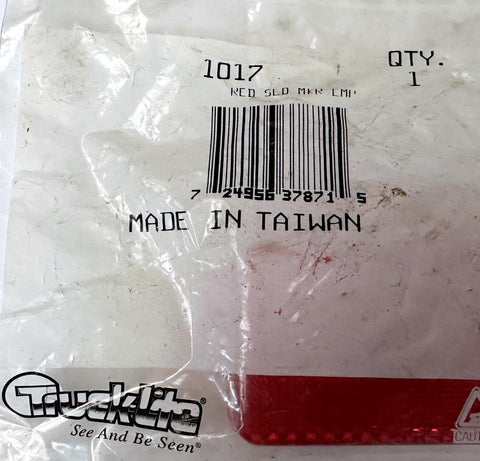 1017
QTY.
1
RED SLD MKR LMP
7 24956 37871 5
MADE IN TAIWAN
Truck-Lite®
See And Be Seen®